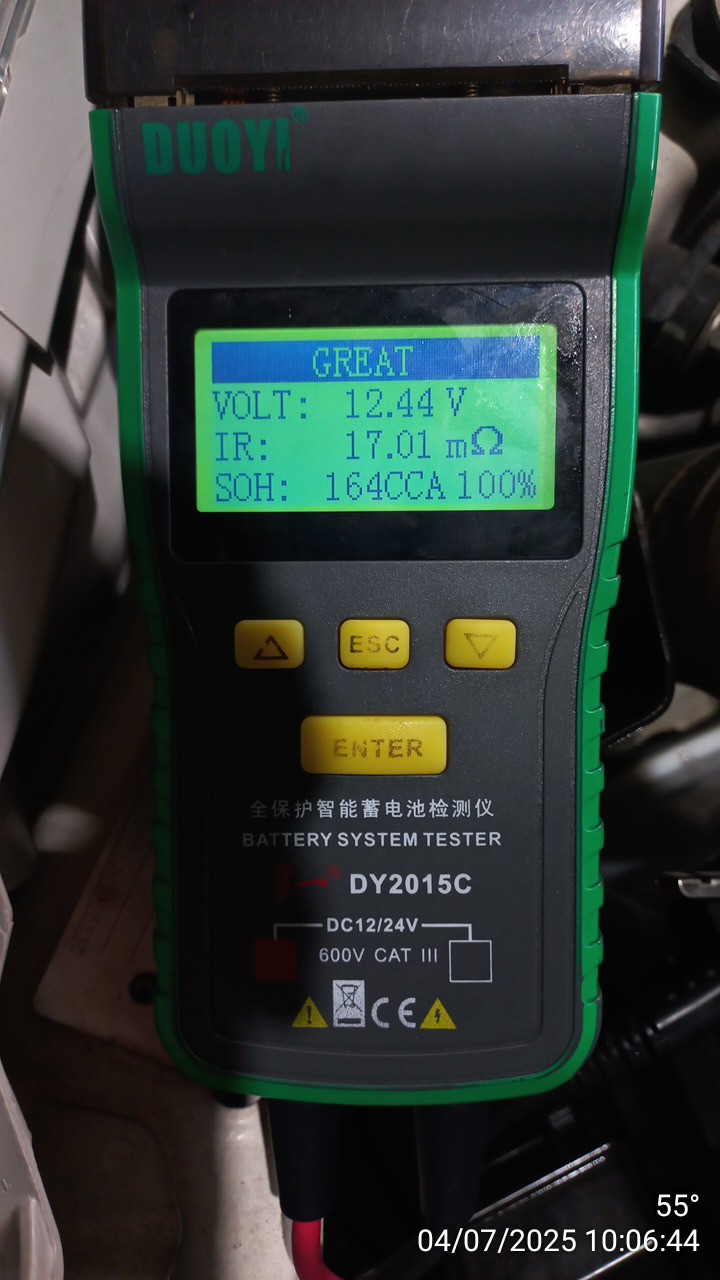 DUOYI®
GREAT
VOLT: 12.44 V
IR: 17.01 mΩ
SOH: 164CCA 100%
ESC
ENTER
全保护智能蓄电池检测仪
BATTERY SYSTEM TESTER
DY2015C
DC12/24V
600V CAT III
CE
55°
04/07/2025 10:06:44